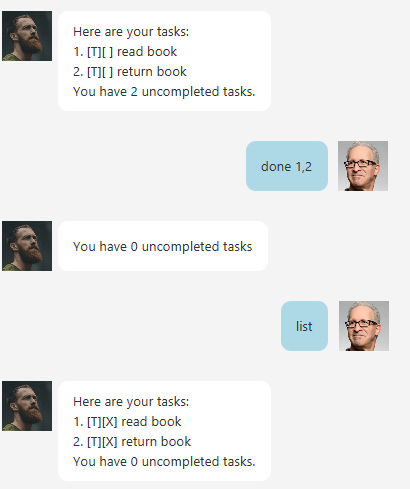 Here are your tasks:
1. [T][ ] read book
2. [T][ ] return book
You have 2 uncompleted tasks.
done 1,2
You have 0 uncompleted tasks
list
Here are your tasks:
1. [T][X] read book
2. [T][X] return book
You have 0 uncompleted tasks.